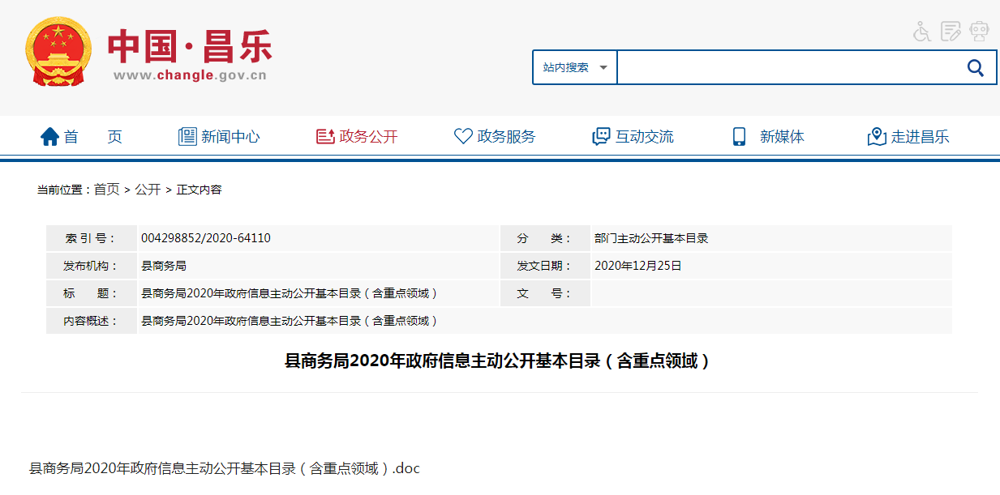 中国·昌乐
www.changle.gov.cn
站内搜索
首 页 新闻中心 政务公开 政务服务 互动交流 新媒体 走进昌乐
当前位置：首页 > 公开 > 正文内容
索 引 号： 004298852/2020-64110 分 类： 部门主动公开基本目录
发布机构： 县商务局 发文日期： 2020年12月25日
标 题： 县商务局2020年政府信息主动公开基本目录（含重点领域） 文 号：
内容概述： 县商务局2020年政府信息主动公开基本目录（含重点领域）
县商务局2020年政府信息主动公开基本目录（含重点领域）
县商务局2020年政府信息主动公开基本目录（含重点领域）.doc